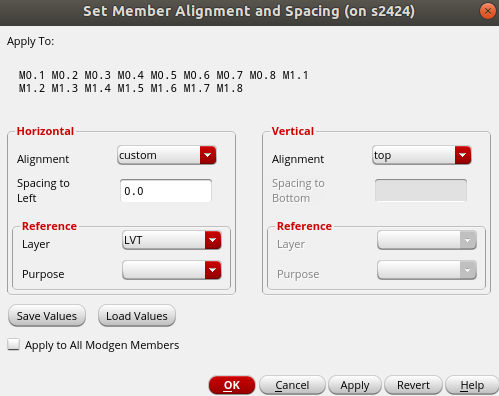 Set Member Alignment and Spacing (on s2424)
Apply To:
M0.1 M0.2 M0.3 M0.4 M0.5 M0.6 M0.7 M0.8 M1.1
M1.2 M1.3 M1.4 M1.5 M1.6 M1.7 M1.8
Horizontal
Alignment custom
Spacing to
Left 0.0
Reference
Layer LVT
Purpose
Vertical
Alignment top
Spacing to
Bottom
Reference
Layer
Purpose
Save Values Load Values
Apply to All Modgen Members
OK Cancel Apply Revert Help